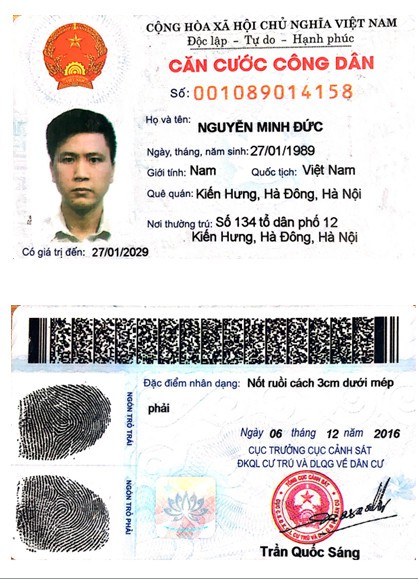 CỘNG HÒA XÃ HỘI CHỦ NGHĨA VIỆT NAM
Độc lập - Tự do - Hạnh phúc
CĂN CƯỚC CÔNG DÂN
Số: 001089014158
Họ và tên:
NGUYỄN MINH ĐỨC
Ngày, tháng, năm sinh: 27/01/1989
Giới tính: Nam Quốc tịch: Việt Nam
Quê quán: Kiến Hưng, Hà Đông, Hà Nội
Nơi thường trú: Số 134 tổ dân phố 12
Kiến Hưng, Hà Đông, Hà Nội
Có giá trị đến: 27/01/2029
Đặc điểm nhân dạng: Nốt ruồi cách 3cm dưới mép
phải
NGÓN TRỎ TRÁI
NGÓN TRỎ PHẢI
Ngày 06 tháng 12 năm 2016
CỤC TRƯỞNG CỤC CẢNH SÁT
ĐKQL CƯ TRÚ VÀ DLQG VỀ DÂN CƯ
Trần Quốc Sáng